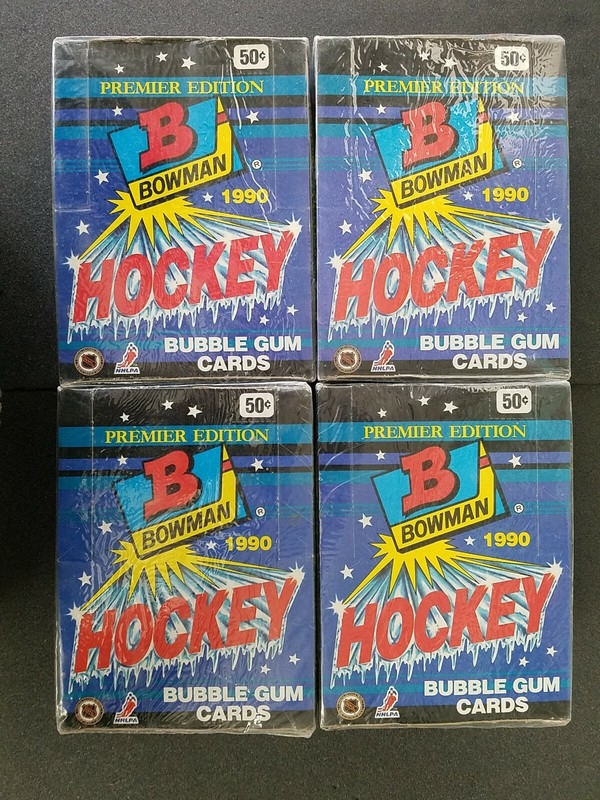 50¢
PREMIER EDITION
B
BOWMAN ®
1990
HOCKEY
BUBBLE GUM
CARDS
NHLPA
50¢
PREMIER EDITION
B
BOWMAN ®
1990
HOCKEY
BUBBLE GUM
CARDS
NHLPA
50¢
PREMIER EDITION
B
BOWMAN ®
1990
HOCKEY
BUBBLE GUM
CARDS
NHLPA
50¢
PREMIER EDITION
B
BOWMAN ®
1990
HOCKEY
BUBBLE GUM
CARDS
NHLPA